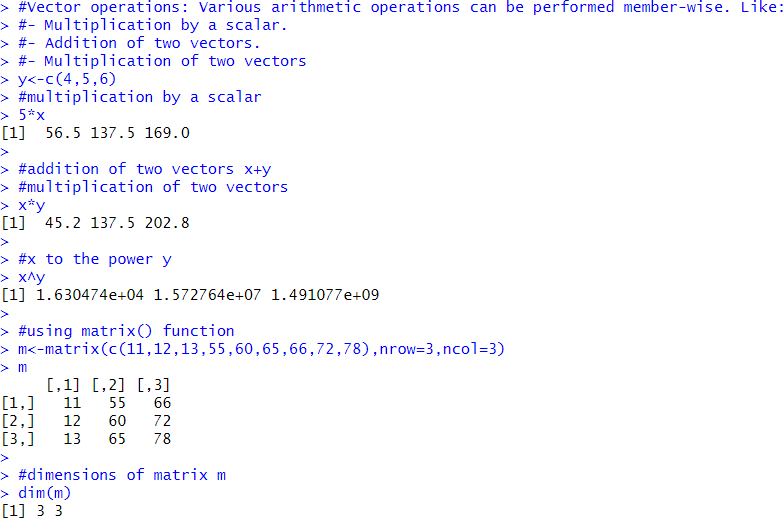 > #Vector operations: Various arithmetic operations can be performed member-wise. Like:
> #- Multiplication by a scalar.
> #- Addition of two vectors.
> #- Multiplication of two vectors
> y<-c(4,5,6)
> #multiplication by a scalar
> 5*x
[1]  56.5 137.5 169.0
>
> #addition of two vectors x+y
> #multiplication of two vectors
> x*y
[1]  45.2 137.5 202.8
>
> #x to the power y
> x^y
[1] 1.630474e+04 1.572764e+07 1.491077e+09
>
> #using matrix() function
> m<-matrix(c(11,12,13,55,60,65,66,72,78),nrow=3,ncol=3)
> m
     [,1] [,2] [,3]
[1,]   11   55   66
[2,]   12   60   72
[3,]   13   65   78
>
> #dimensions of matrix m
> dim(m)
[1] 3 3